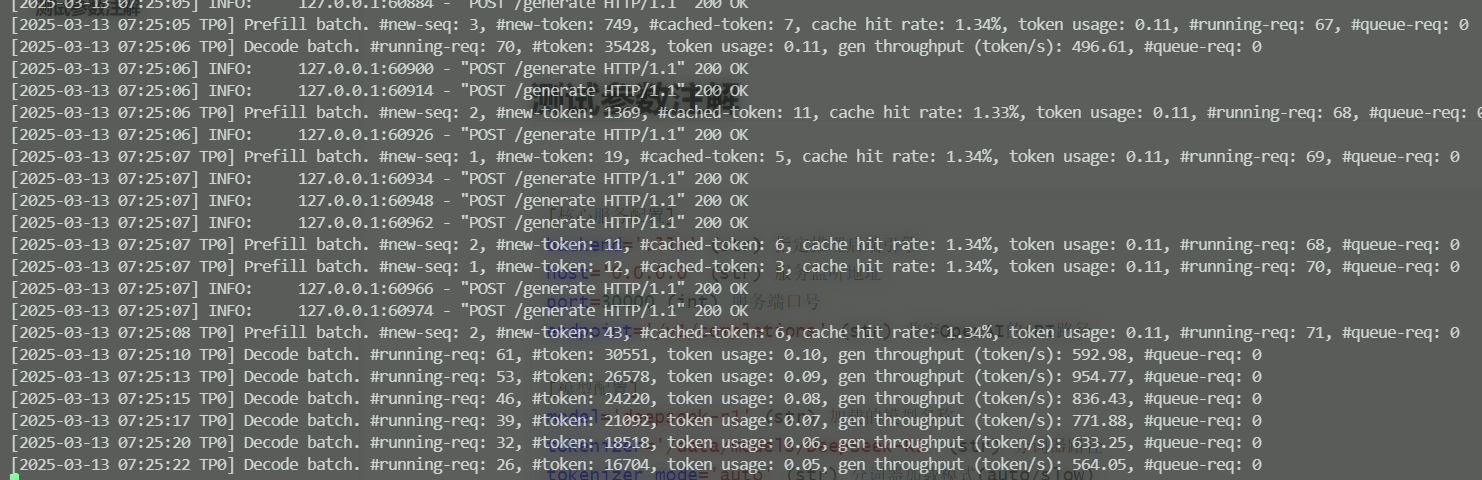 [2025-03-13 07:25:05] INFO: 127.0.0.1:60884 - "POST /generate HTTP/1.1" 200 OK
[2025-03-13 07:25:05 TP0] Prefill batch. #new-seq: 3, #new-token: 749, #cached-token: 7, cache hit rate: 1.34%, token usage: 0.11, #running-req: 67, #queue-req: 0
[2025-03-13 07:25:06 TP0] Decode batch. #running-req: 70, #token: 35428, token usage: 0.11, gen throughput (token/s): 496.61, #queue-req: 0
[2025-03-13 07:25:06] INFO: 127.0.0.1:60900 - "POST /generate HTTP/1.1" 200 OK
[2025-03-13 07:25:06] INFO: 127.0.0.1:60914 - "POST /generate HTTP/1.1" 200 OK
测试参数注解
[2025-03-13 07:25:06 TP0] Prefill batch. #new-seq: 2, #new-token: 1369, #cached-token: 11, cache hit rate: 1.33%, token usage: 0.11, #running-req: 68, #queue-req: 0
[2025-03-13 07:25:06] INFO: 127.0.0.1:60926 - "POST /generate HTTP/1.1" 200 OK
[2025-03-13 07:25:07 TP0] Prefill batch. #new-seq: 1, #new-token: 19, #cached-token: 5, cache hit rate: 1.34%, token usage: 0.11, #running-req: 69, #queue-req: 0
[2025-03-13 07:25:07] INFO: 127.0.0.1:60934 - "POST /generate HTTP/1.1" 200 OK
[2025-03-13 07:25:07] INFO: 127.0.0.1:60948 - "POST /generate HTTP/1.1" 200 OK
[2025-03-13 07:25:07] INFO: 127.0.0.1:60962 - "POST /generate HTTP/1.1" 200 OK
[2025-03-13 07:25:07 TP0] Prefill batch. #new-seq: 2, #new-token: 11, #cached-token: 6, cache hit rate: 1.34%, token usage: 0.11, #running-req: 68, #queue-req: 0
[2025-03-13 07:25:07 TP0] Prefill batch. #new-seq: 1, #new-token: 12, #cached-token: 3, cache hit rate: 1.34%, token usage: 0.11, #running-req: 70, #queue-req: 0
[2025-03-13 07:25:07] INFO: 127.0.0.1:60966 - "POST /generate HTTP/1.1" 200 OK
[2025-03-13 07:25:07] INFO: 127.0.0.1:60974 - "POST /generate HTTP/1.1" 200 OK
port=30000 (int) 服务端口号
[2025-03-13 07:25:08 TP0] Prefill batch. #new-seq: 2, #new-token: 43, #cached-token: 6, cache hit rate: 1.34%, token usage: 0.11, #running-req: 71, #queue-req: 0
[2025-03-13 07:25:10 TP0] Decode batch. #running-req: 61, #token: 30551, token usage: 0.10, gen throughput (token/s): 592.98, #queue-req: 0
[2025-03-13 07:25:13 TP0] Decode batch. #running-req: 53, #token: 26578, token usage: 0.09, gen throughput (token/s): 954.77, #queue-req: 0
[2025-03-13 07:25:15 TP0] Decode batch. #running-req: 46, #token: 24220, token usage: 0.08, gen throughput (token/s): 836.43, #queue-req: 0
[2025-03-13 07:25:17 TP0] Decode batch. #running-req: 39, #token: 21092, token usage: 0.07, gen throughput (token/s): 771.88, #queue-req: 0
[2025-03-13 07:25:20 TP0] Decode batch. #running-req: 32, #token: 18518, token usage: 0.06, gen throughput (token/s): 633.25, #queue-req: 0
[2025-03-13 07:25:22 TP0] Decode batch. #running-req: 26, #token: 16704, token usage: 0.05, gen throughput (token/s): 564.05, #queue-req: 0